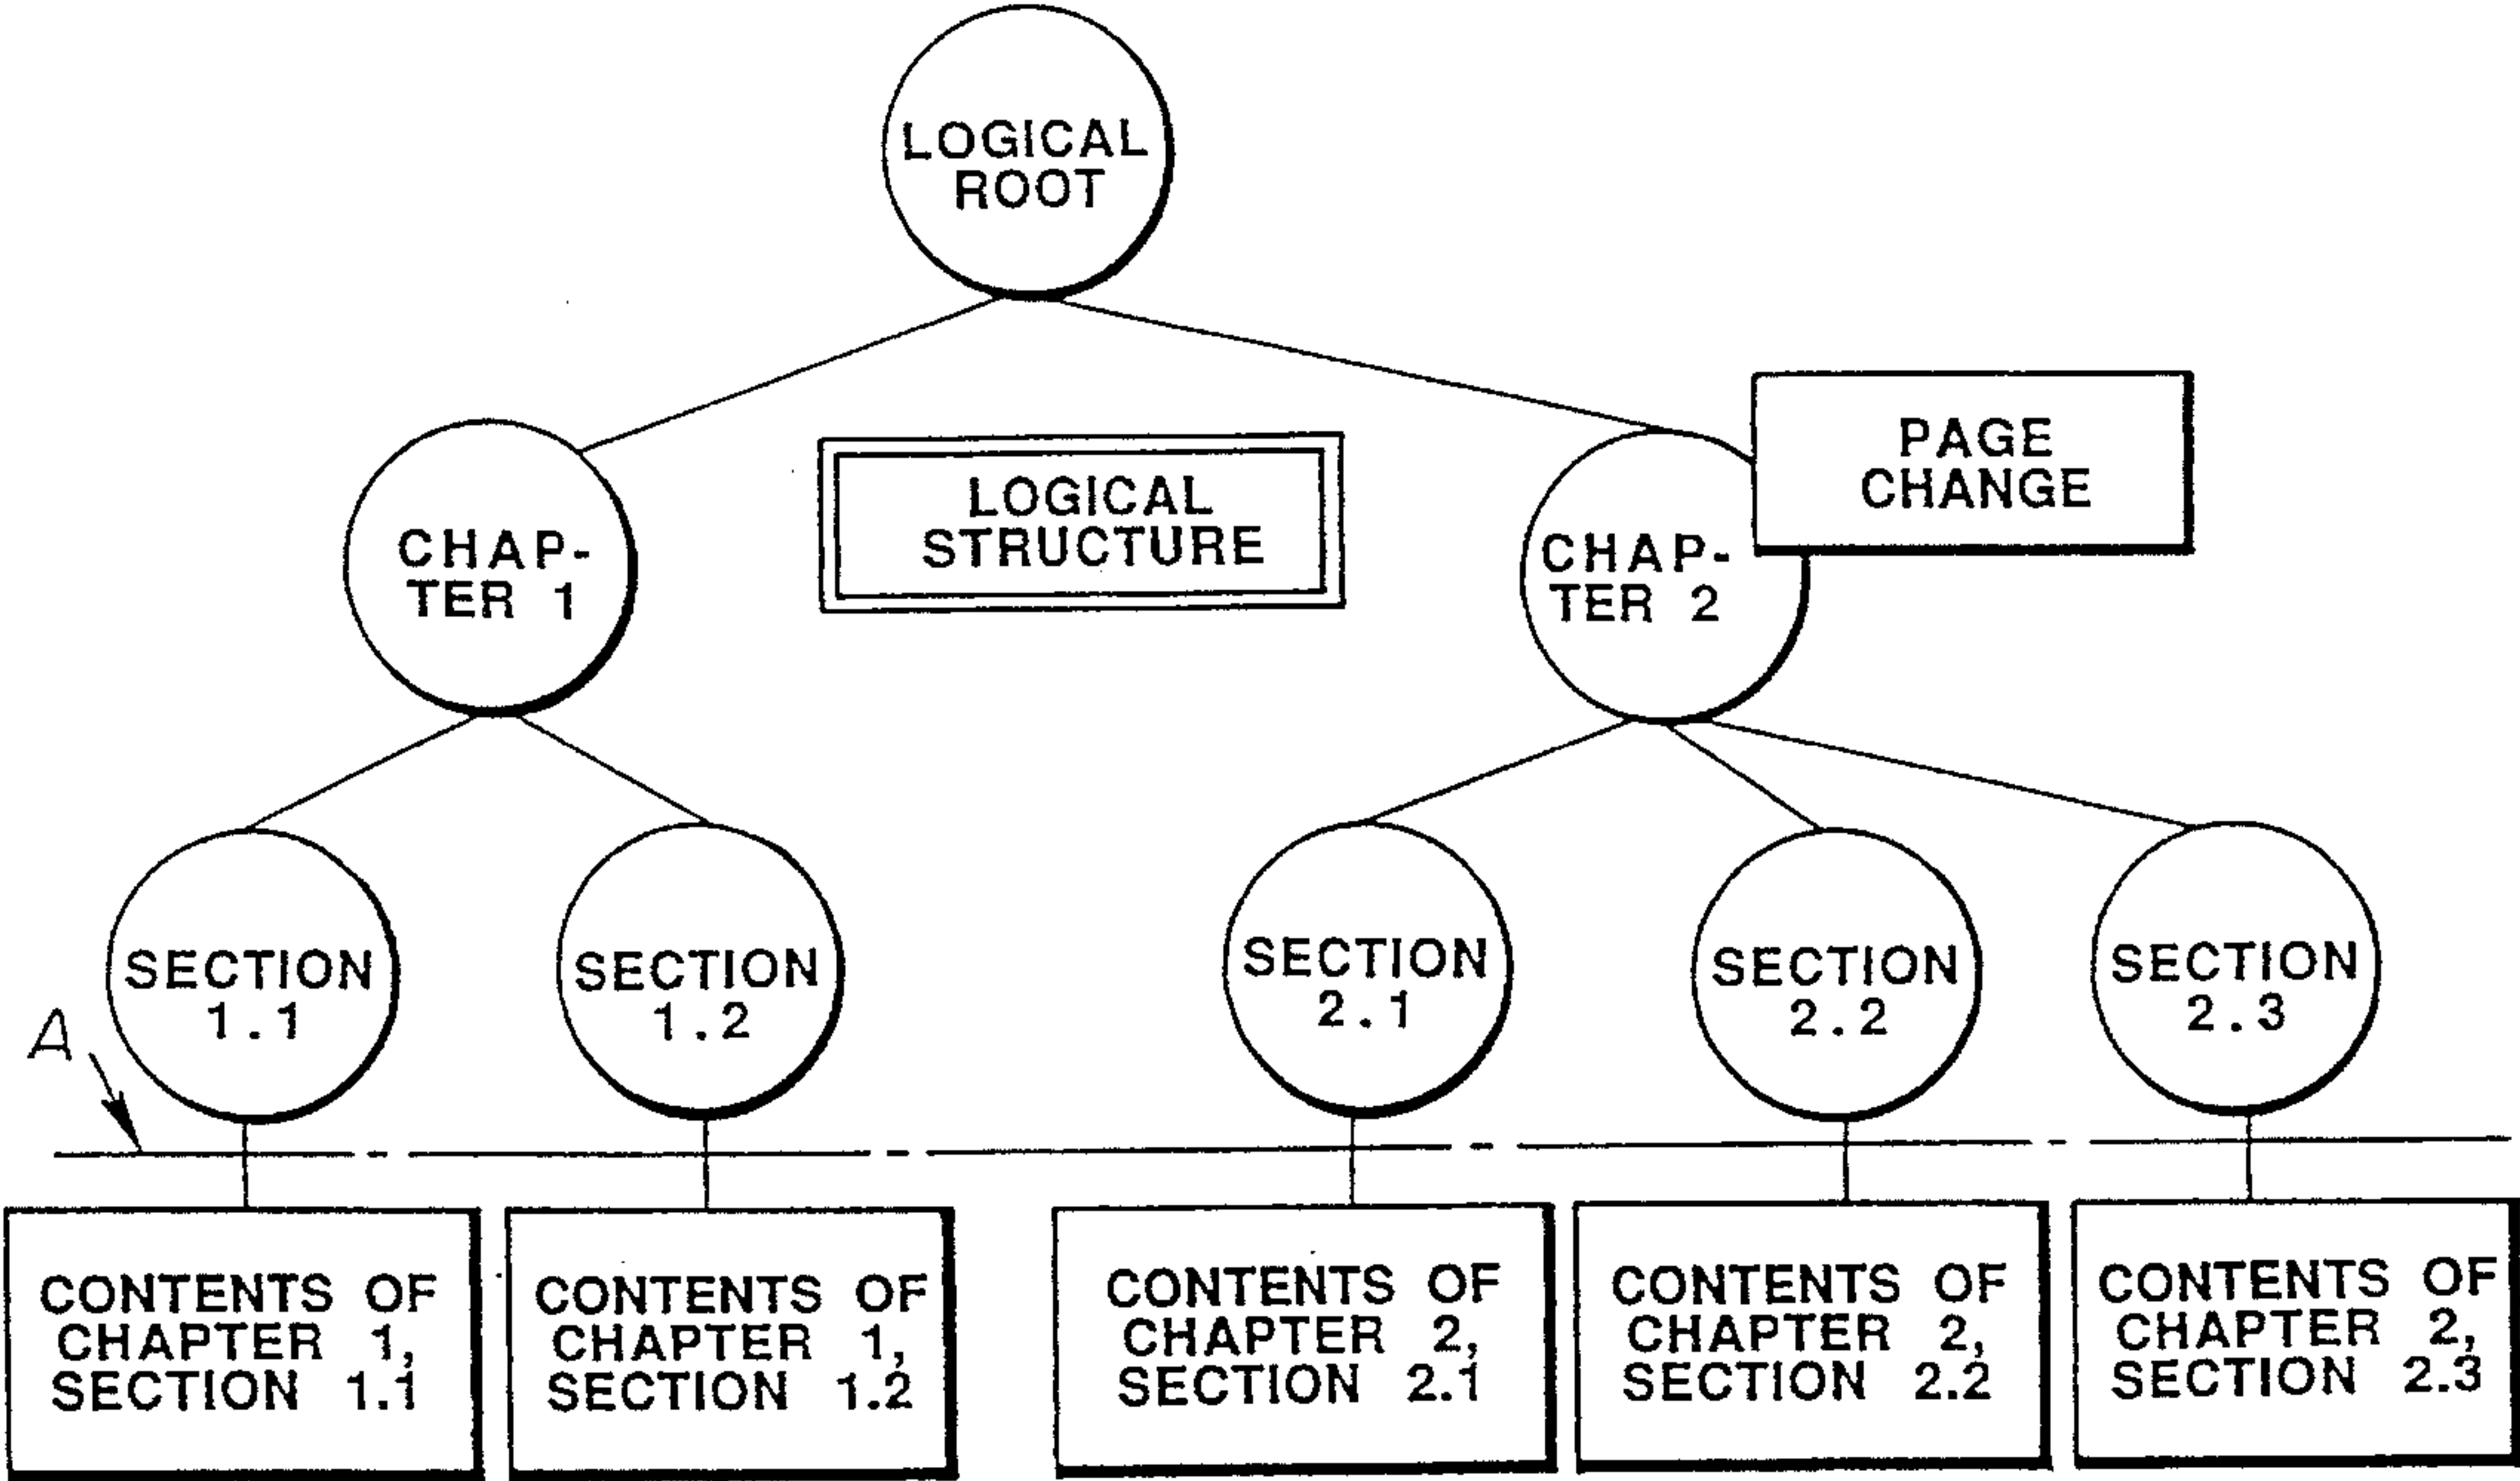 LOGICAL
ROOT
PAGE
CHANGE
LOGICAL
STRUCTURE
CHAP-
TER 1
CHAP-
TER 2
SECTION
1.1
SECTION
1.2
SECTION
2.1
SECTION
2.2
SECTION
2.3
A
CONTENTS OF
CHAPTER 1,
SECTION 1.1
CONTENTS OF
CHAPTER 1,
SECTION 1.2
CONTENTS OF
CHAPTER 2,
SECTION 2.1
CONTENTS OF
CHAPTER 2,
SECTION 2.2
CONTENTS OF
CHAPTER 2,
SECTION 2.3